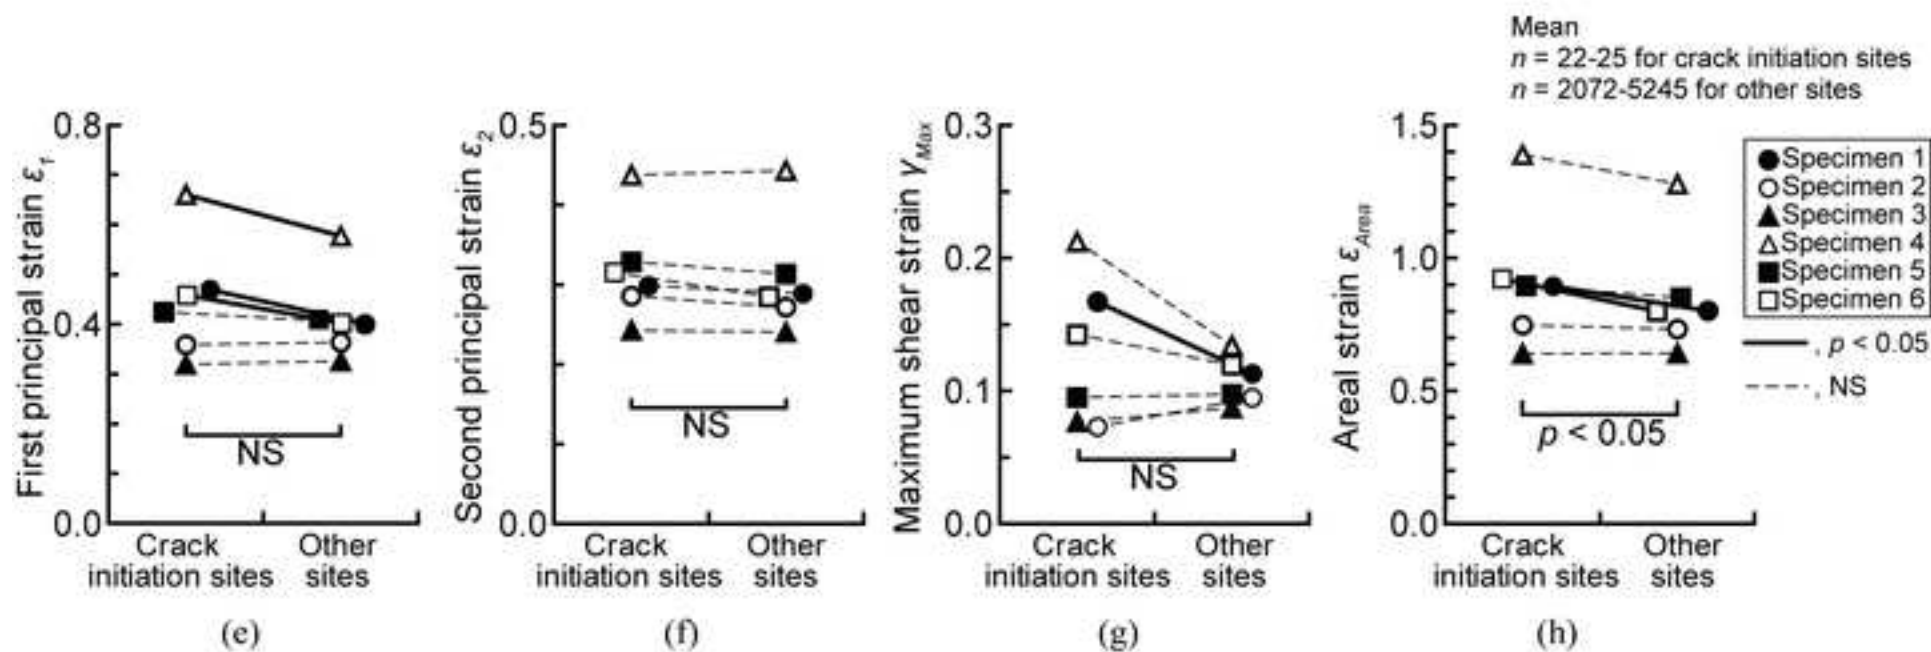 Mean
n = 22-25 for crack initiation sites
n = 2072-5245 for other sites
First principal strain ε1
0.8
0.4
0.0
NS
Crack initiation sites
Other sites
(e)
Second principal strain ε2
0.5
0.0
NS
Crack initiation sites
Other sites
(f)
Maximum shear strain γMax
0.3
0.2
0.1
0.0
NS
Crack initiation sites
Other sites
(g)
Areal strain εArea
1.5
1.0
0.5
0.0
p < 0.05
Crack initiation sites
Other sites
(h)
Specimen 1
Specimen 2
Specimen 3
Specimen 4
Specimen 5
Specimen 6
, p < 0.05
, NS